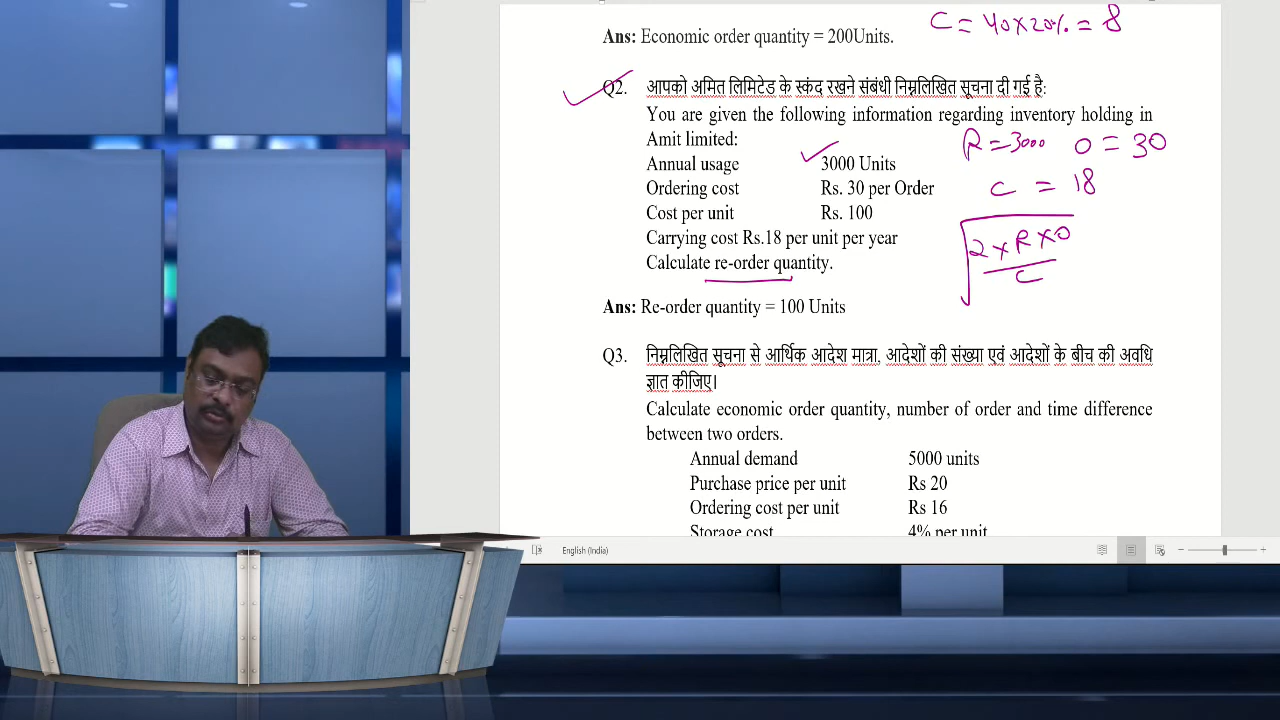 C = 40 x 20% = 8
Ans: Economic order quantity = 200Units.
Q2. आपको अमित लिमिटेड के स्कंद रखने संबंधी निम्नलिखित सूचना दी गई है:
You are given the following information regarding inventory holding in
Amit limited:
Annual usage 3000 Units
Ordering cost Rs. 30 per Order
Cost per unit Rs. 100
Carrying cost Rs.18 per unit per year
Calculate re-order quantity.
R = 3000 O = 30
C = 18
2 x R x O
C
Ans: Re-order quantity = 100 Units
Q3. निम्नलिखित सूचना से आर्थिक आदेश मात्रा, आदेशों की संख्या एवं आदेशों के बीच की अवधि
ज्ञात कीजिए।
Calculate economic order quantity, number of order and time difference
between two orders.
Annual demand 5000 units
Purchase price per unit Rs 20
Ordering cost per unit Rs 16
Storage cost 4% per unit
English (India)